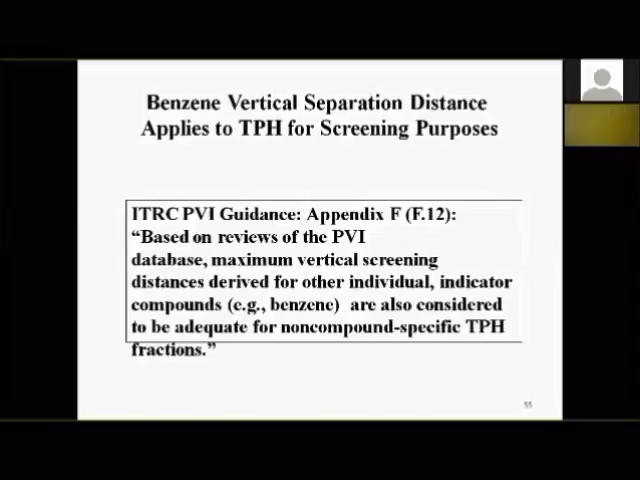 Benzene Vertical Separation Distance
Applies to TPH for Screening Purposes
ITRC PVI Guidance: Appendix F (F.12):
“Based on reviews of the PVI
database, maximum vertical screening
distances derived for other individual, indicator
compounds (e.g., benzene) are also considered
to be adequate for noncompound-specific TPH
fractions.”
55